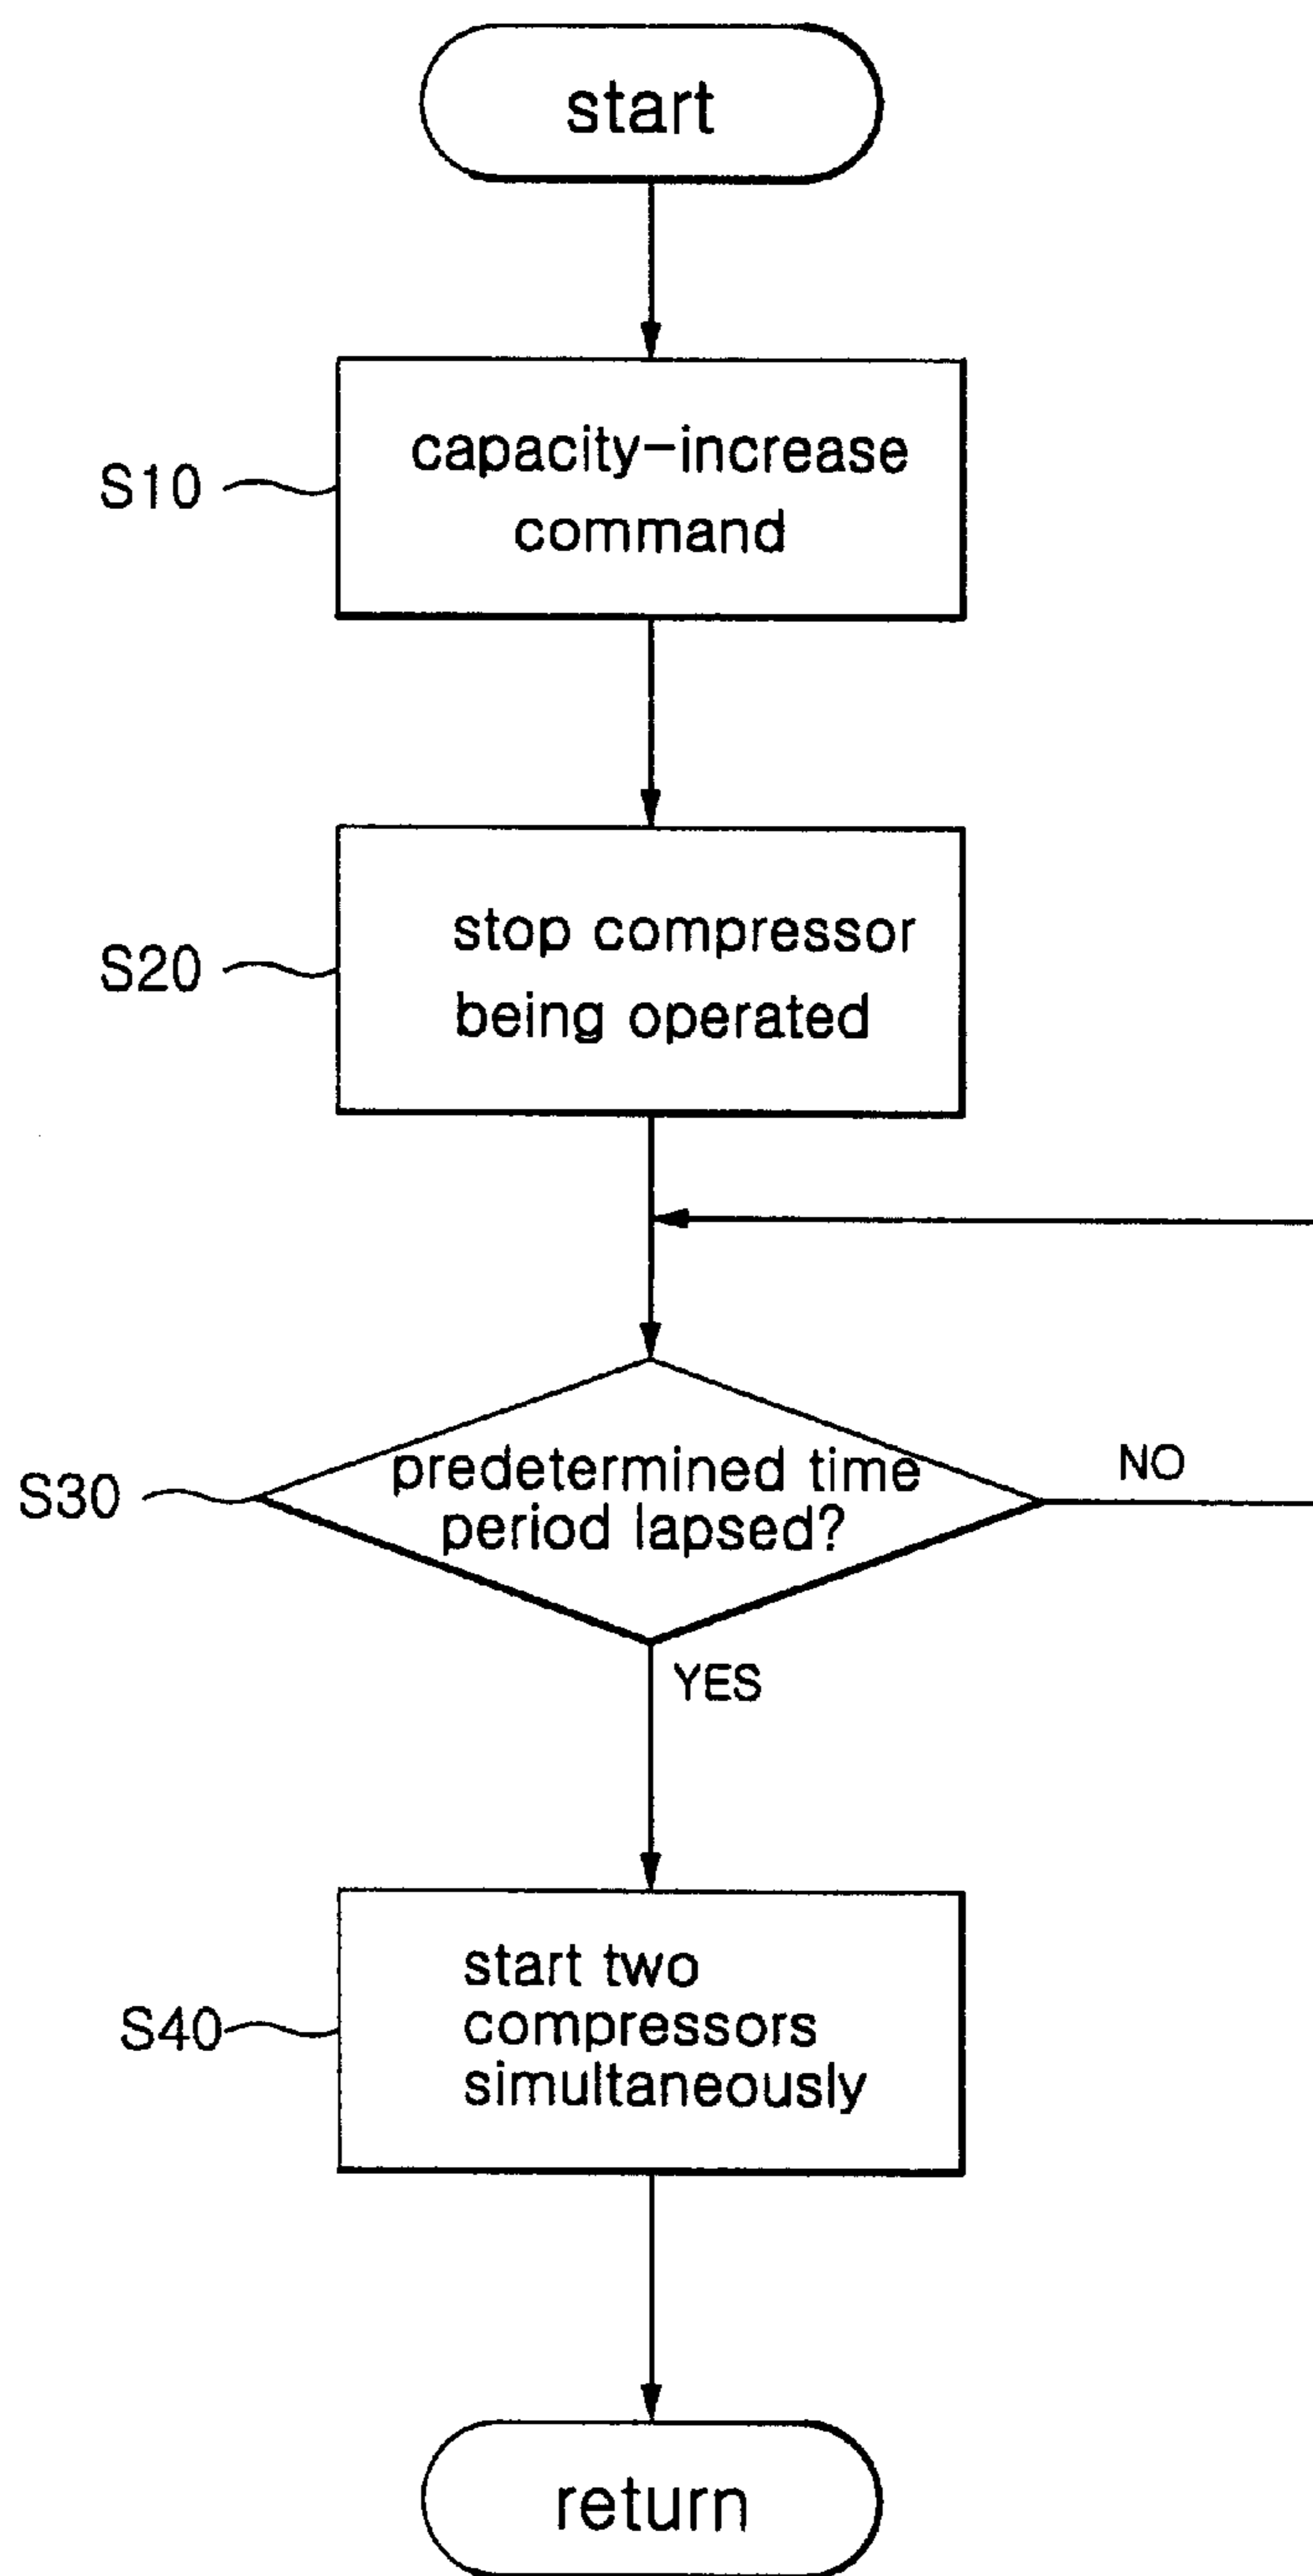 start
S10
capacity-increase
command
S20
stop compressor
being operated
S30
predetermined time
period lapsed?
NO
YES
S40
start two
compressors
simultaneously
return